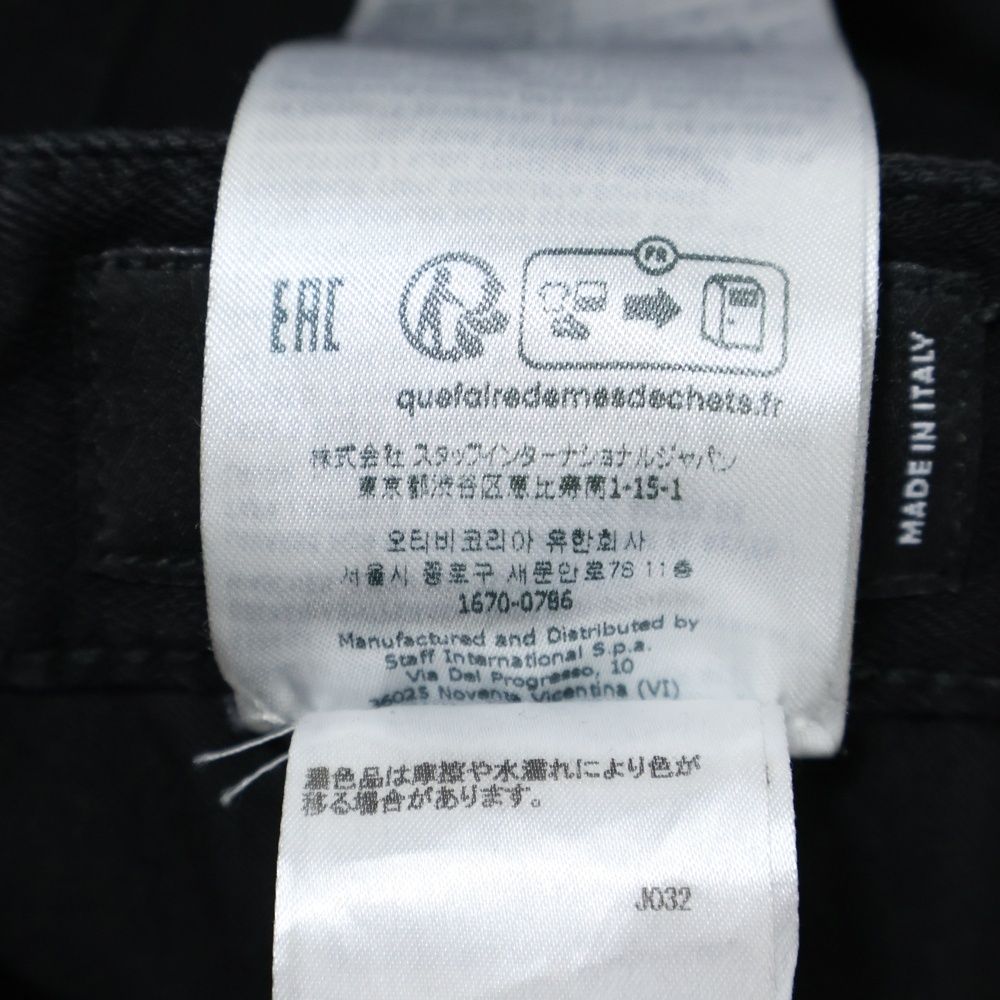 EAC
FR
quefairedemesdechets.fr
株式会社 スタッフインターナショナルジャパン
東京都渋谷区恵比寿南1-15-1
오티비코리아 유한회사
서울시 종로구 새문안로76 11층
1670-0786
Manufactured and Distributed by
Staff International S.p.a.
Via Del Progresso, 10
36025 Noventa Vicentina (VI)
MADE IN ITALY
濃色品は摩擦や水濡れにより色が
移る場合があります。
J032